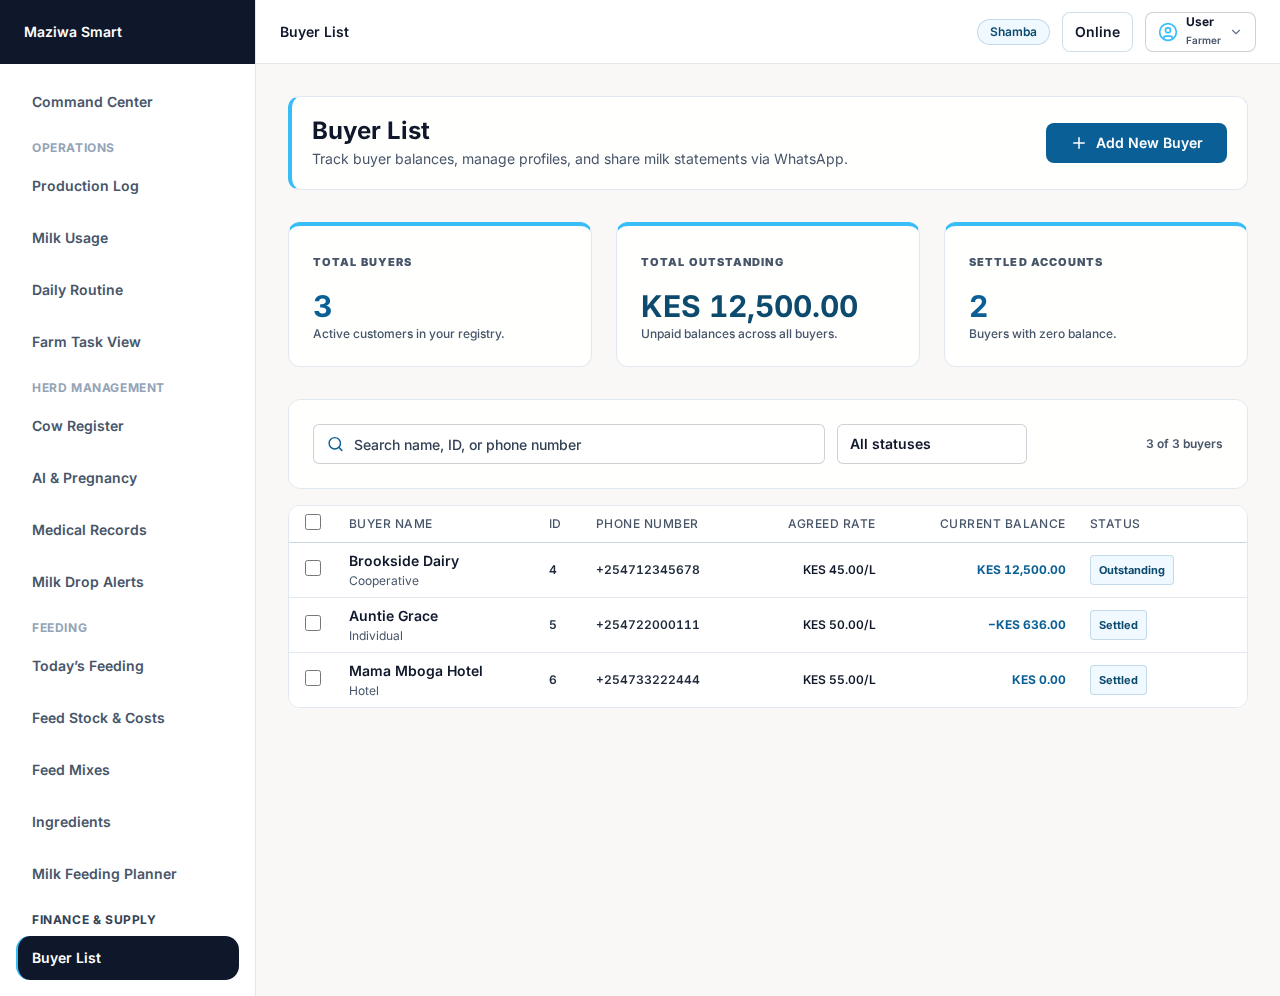 Maziwa Smart
Command Center
OPERATIONS
Production Log
Milk Usage
Daily Routine
Farm Task View
HERD MANAGEMENT
Cow Register
AI & Pregnancy
Medical Records
Milk Drop Alerts
FEEDING
Today’s Feeding
Feed Stock & Costs
Feed Mixes
Ingredients
Milk Feeding Planner
FINANCE & SUPPLY
Buyer List
Buyer List
Shamba
Online
User
Farmer
Buyer List
Track buyer balances, manage profiles, and share milk statements via WhatsApp.
Add New Buyer
TOTAL BUYERS
3
Active customers in your registry.
TOTAL OUTSTANDING
KES 12,500.00
Unpaid balances across all buyers.
SETTLED ACCOUNTS
2
Buyers with zero balance.
Search name, ID, or phone number
All statuses
3 of 3 buyers
BUYER NAME ID PHONE NUMBER AGREED RATE CURRENT BALANCE STATUS
Brookside Dairy
Cooperative
4 +254712345678 KES 45.00/L KES 12,500.00 Outstanding
Auntie Grace
Individual
5 +254722000111 KES 50.00/L −KES 636.00 Settled
Mama Mboga Hotel
Hotel
6 +254733222444 KES 55.00/L KES 0.00 Settled